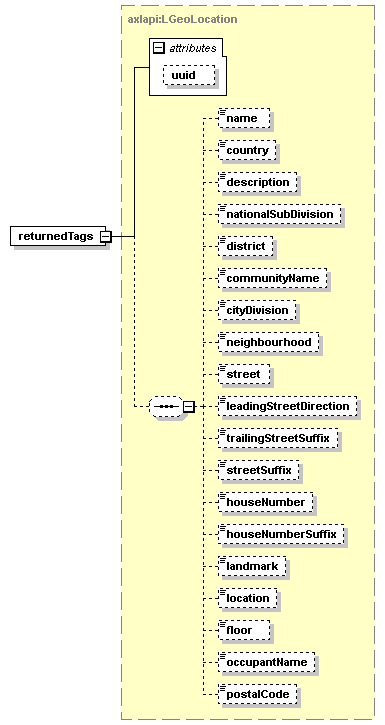 axlapi:LGeoLocation
attributes
uuid
name
country
description
nationalSubDivision
district
returnedTags
communityName
cityDivision
neighbourhood
street
leadingStreetDirection
trailingStreetSuffix
streetSuffix
houseNumber
houseNumberSuffix
landmark
location
floor
occupantName
postalCode